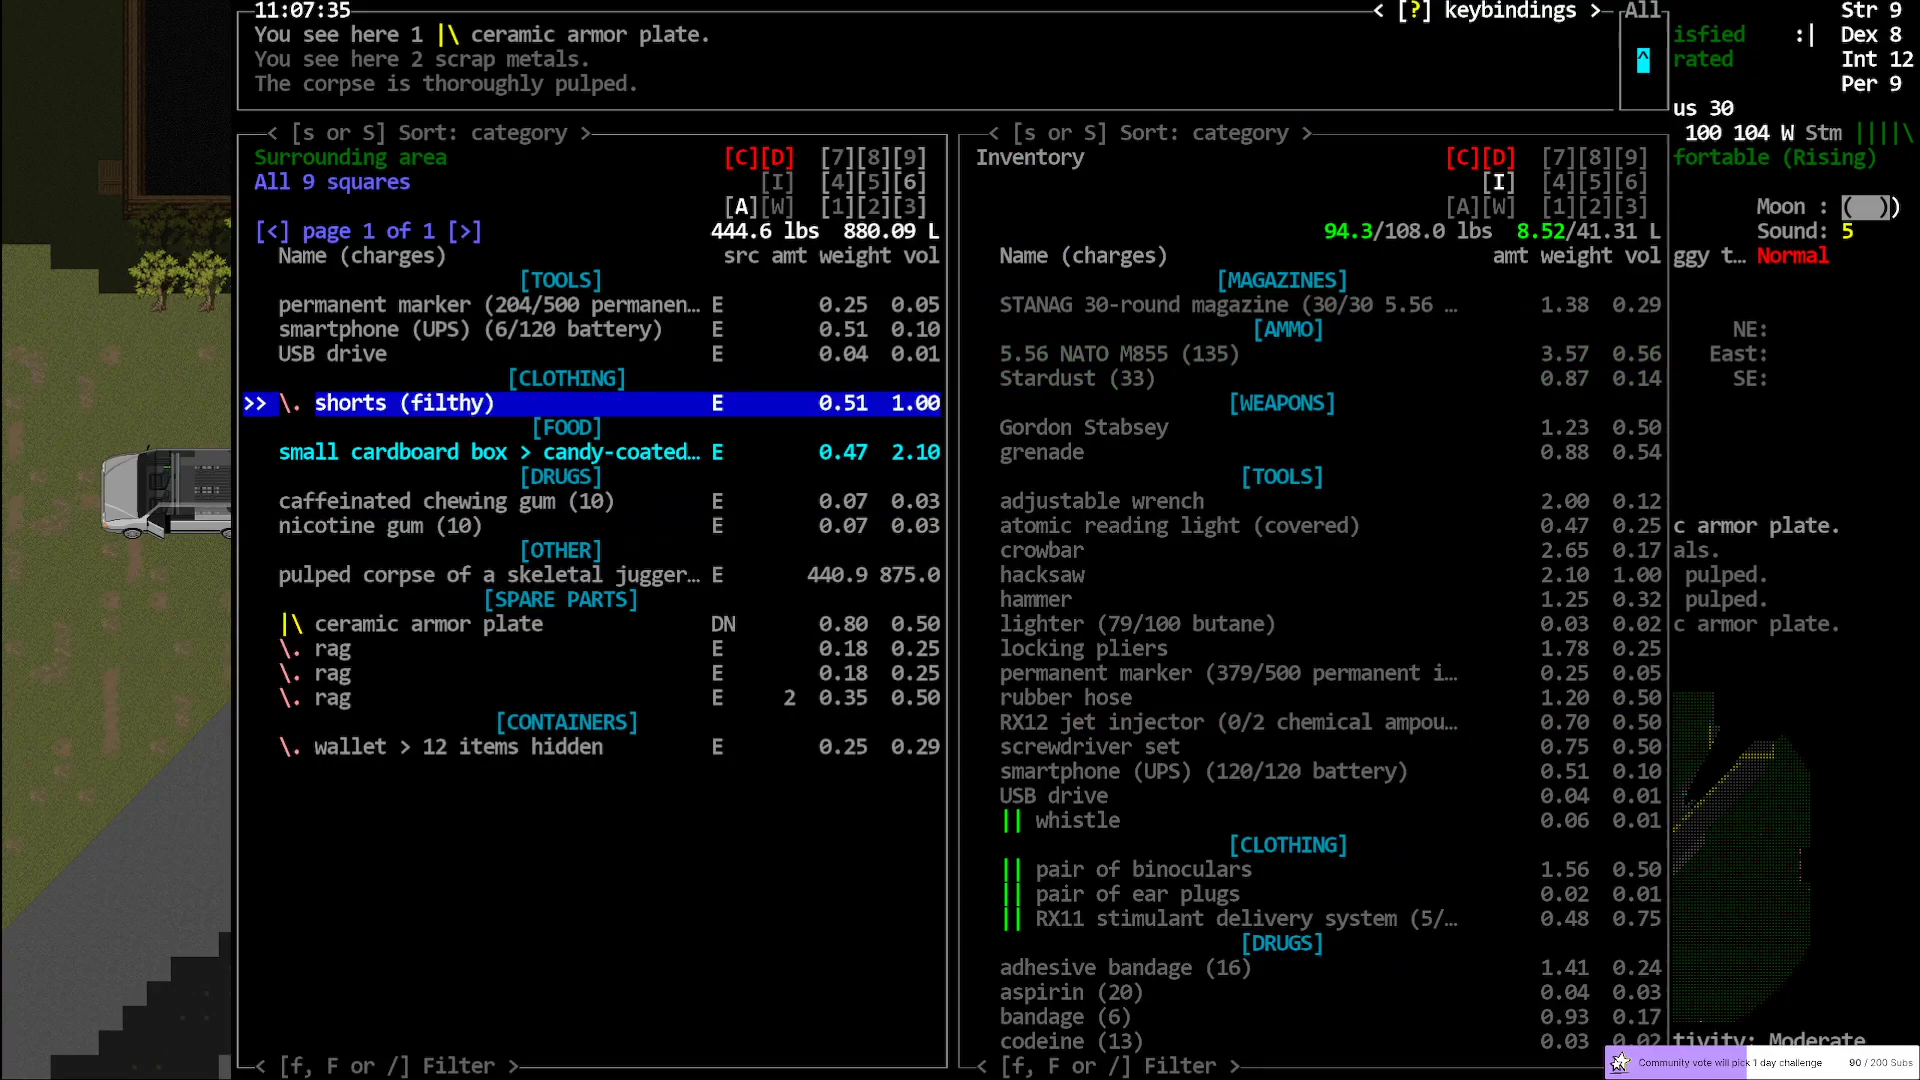 11:07:35
< [?] keybindings >
All
Str 9
You see here 1 |\ ceramic armor plate.
isfied :| Dex 8
You see here 2 scrap metals.
^
rated Int 12
The corpse is thoroughly pulped.
Per 9
us 30
< [s or S] Sort: category >
< [s or S] Sort: category >
100 104 W Stm ||||\
Surrounding area [C][D] [7][8][9]
Inventory [C][D] [7][8][9]
fortable (Rising)
All 9 squares [I] [4][5][6]
[I] [4][5][6]
[A][W] [1][2][3]
[A][W] [1][2][3]
Moon : ( ))
[<] page 1 of 1 [>] 444.6 lbs 880.09 L
94.3/108.0 lbs 8.52/41.31 L
Sound: 5
Name (charges) src amt weight vol
Name (charges) amt weight vol
ggy t… Normal
[TOOLS]
permanent marker (204/500 permanen… E 0.25 0.05
smartphone (UPS) (6/120 battery) E 0.51 0.10
USB drive E 0.04 0.01
[CLOTHING]
>> \. shorts (filthy) E 0.51 1.00
[FOOD]
small cardboard box > candy-coated… E 0.47 2.10
[DRUGS]
caffeinated chewing gum (10) E 0.07 0.03
nicotine gum (10) E 0.07 0.03
[OTHER]
pulped corpse of a skeletal jugger… E 440.9 875.0
[SPARE PARTS]
|\ ceramic armor plate DN 0.80 0.50
\. rag E 0.18 0.25
\. rag E 0.18 0.25
\. rag E 2 0.35 0.50
[CONTAINERS]
\. wallet > 12 items hidden E 0.25 0.29
< [f, F or /] Filter >
[MAGAZINES]
STANAG 30-round magazine (30/30 5.56 … 1.38 0.29
[AMMO]
5.56 NATO M855 (135) 3.57 0.56
Stardust (33) 0.87 0.14
[WEAPONS]
Gordon Stabsey 1.23 0.50
grenade 0.88 0.54
[TOOLS]
adjustable wrench 2.00 0.12
atomic reading light (covered) 0.47 0.25
crowbar 2.65 0.17
hacksaw 2.10 1.00
hammer 1.25 0.32
lighter (79/100 butane) 0.03 0.02
locking pliers 1.78 0.25
permanent marker (379/500 permanent i… 0.25 0.05
rubber hose 1.20 0.50
RX12 jet injector (0/2 chemical ampou… 0.70 0.50
screwdriver set 0.75 0.50
smartphone (UPS) (120/120 battery) 0.51 0.10
USB drive 0.04 0.01
|| whistle 0.06 0.01
[CLOTHING]
|| pair of binoculars 1.56 0.50
|| pair of ear plugs 0.02 0.01
|| RX11 stimulant delivery system (5/… 0.48 0.75
[DRUGS]
adhesive bandage (16) 1.41 0.24
aspirin (20) 0.04 0.03
bandage (6) 0.93 0.17
codeine (13) 0.03 0.02
< [f, F or /] Filter >
NE:
East:
SE:
c armor plate.
als.
pulped.
pulped.
c armor plate.
tivity: Moderate
Community vote will pick 1 day challenge 90 / 200 Subs